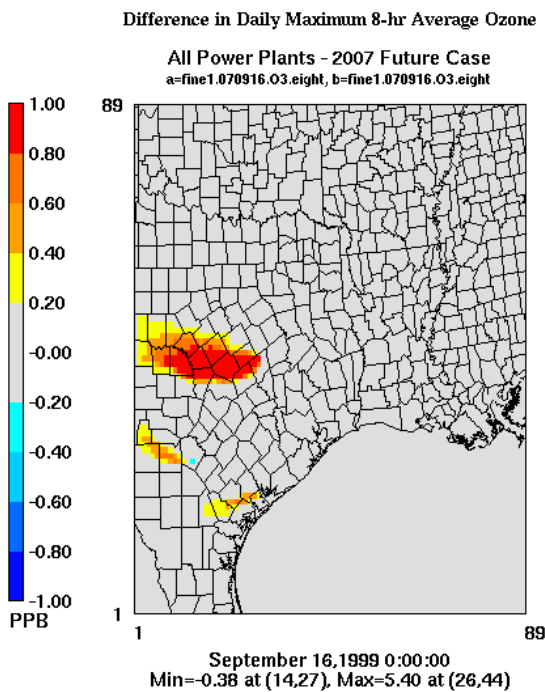 Difference in Daily Maximum 8-hr Average Ozone
All Power Plants - 2007 Future Case
a=fine1.070916.O3.eight, b=fine1.070916.O3.eight
89
1.00
0.80
0.60
0.40
0.20
-0.00
-0.20
-0.40
-0.60
-0.80
-1.00
PPB
1
1
89
September 16,1999 0:00:00
Min=-0.38 at (14,27), Max=5.40 at (26,44)